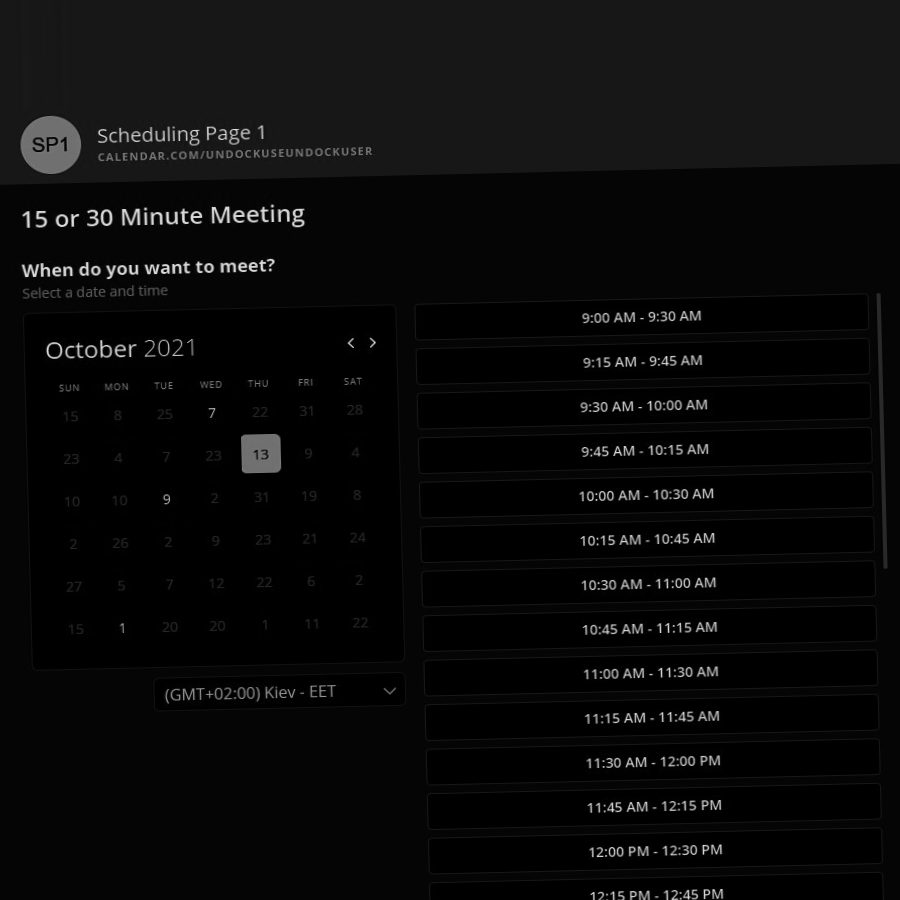 SP1
Scheduling Page 1
CALENDAR.COM/UNDOCKUSEUNDOCKUSER
15 or 30 Minute Meeting
When do you want to meet?
Select a date and time
October 2021
SUN MON TUE WED THU FRI SAT
15 8 25 7 22 31 28
23 4 7 23 13 9 4
10 10 9 2 31 19 8
2 26 2 9 23 21 24
27 5 7 12 22 6 2
15 1 20 20 1 11 22
(GMT+02:00) Kiev - EET
9:00 AM - 9:30 AM
9:15 AM - 9:45 AM
9:30 AM - 10:00 AM
9:45 AM - 10:15 AM
10:00 AM - 10:30 AM
10:15 AM - 10:45 AM
10:30 AM - 11:00 AM
10:45 AM - 11:15 AM
11:00 AM - 11:30 AM
11:15 AM - 11:45 AM
11:30 AM - 12:00 PM
11:45 AM - 12:15 PM
12:00 PM - 12:30 PM
12:15 PM - 12:45 PM